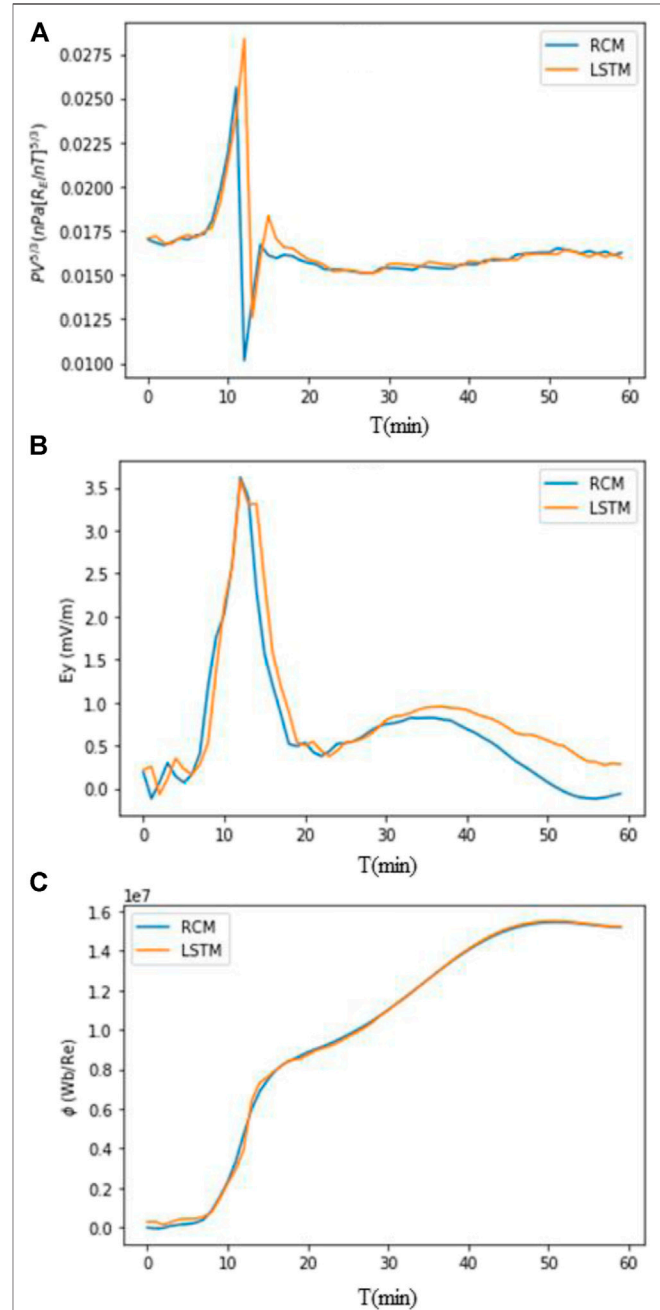 A
0.0275
0.0250
0.0225
0.0200
0.0175
0.0150
0.0125
0.0100
PV^5/3(nPa[R_E/nT]^5/3)
RCM
LSTM
0 10 20 30 40 50 60
T(min)
B
3.5
3.0
2.5
2.0
1.5
1.0
0.5
0.0
Ey (mV/m)
RCM
LSTM
0 10 20 30 40 50 60
T(min)
C
1e7
1.6
1.4
1.2
1.0
0.8
0.6
0.4
0.2
0.0
ϕ (Wb/Re)
RCM
LSTM
0 10 20 30 40 50 60
T(min)